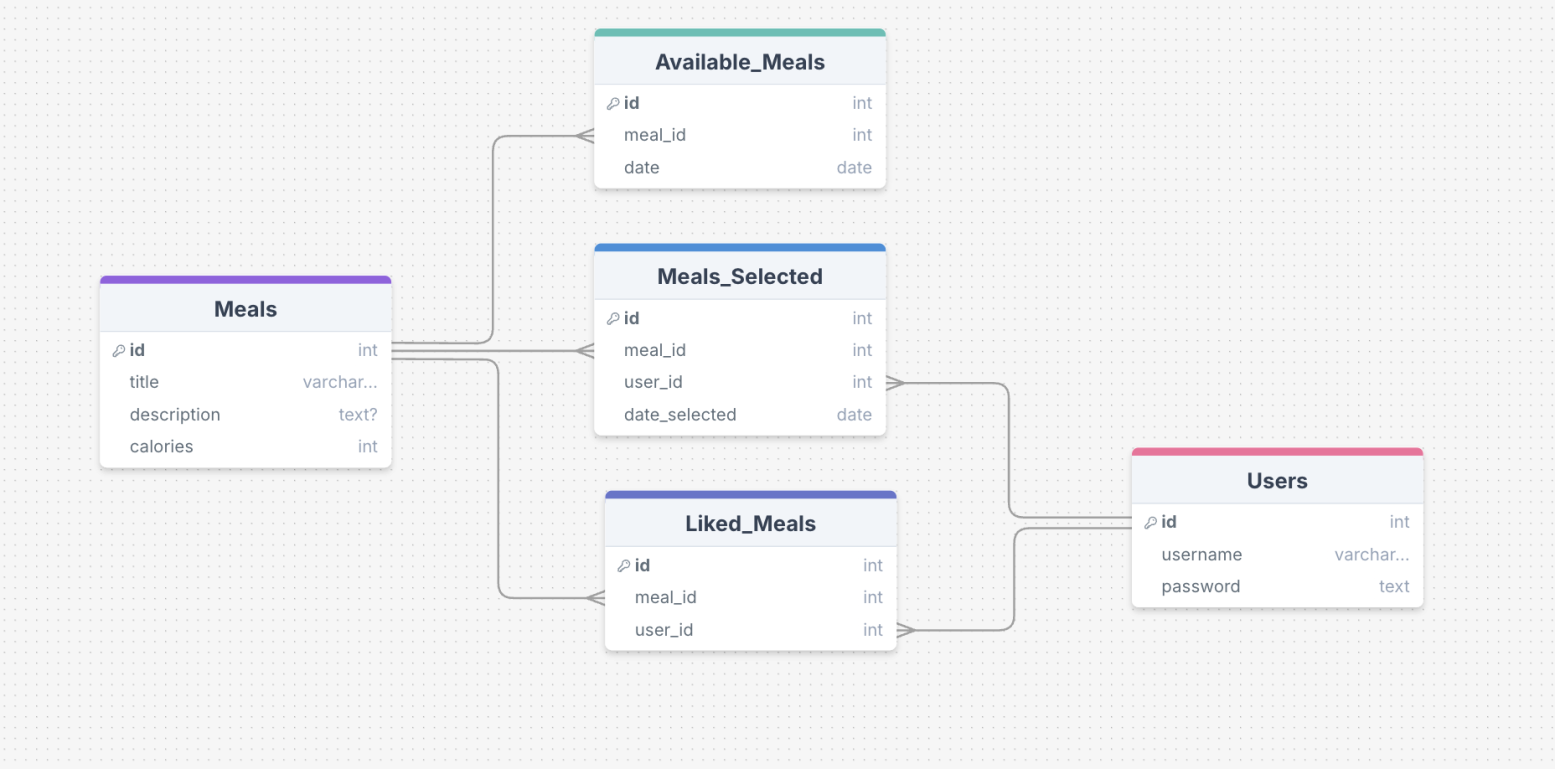 Available_Meals
id int
meal_id int
date date
Meals_Selected
id int
meal_id int
user_id int
date_selected date
Meals
id int
title varchar...
description text?
calories int
Liked_Meals
id int
meal_id int
user_id int
Users
id int
username varchar...
password text